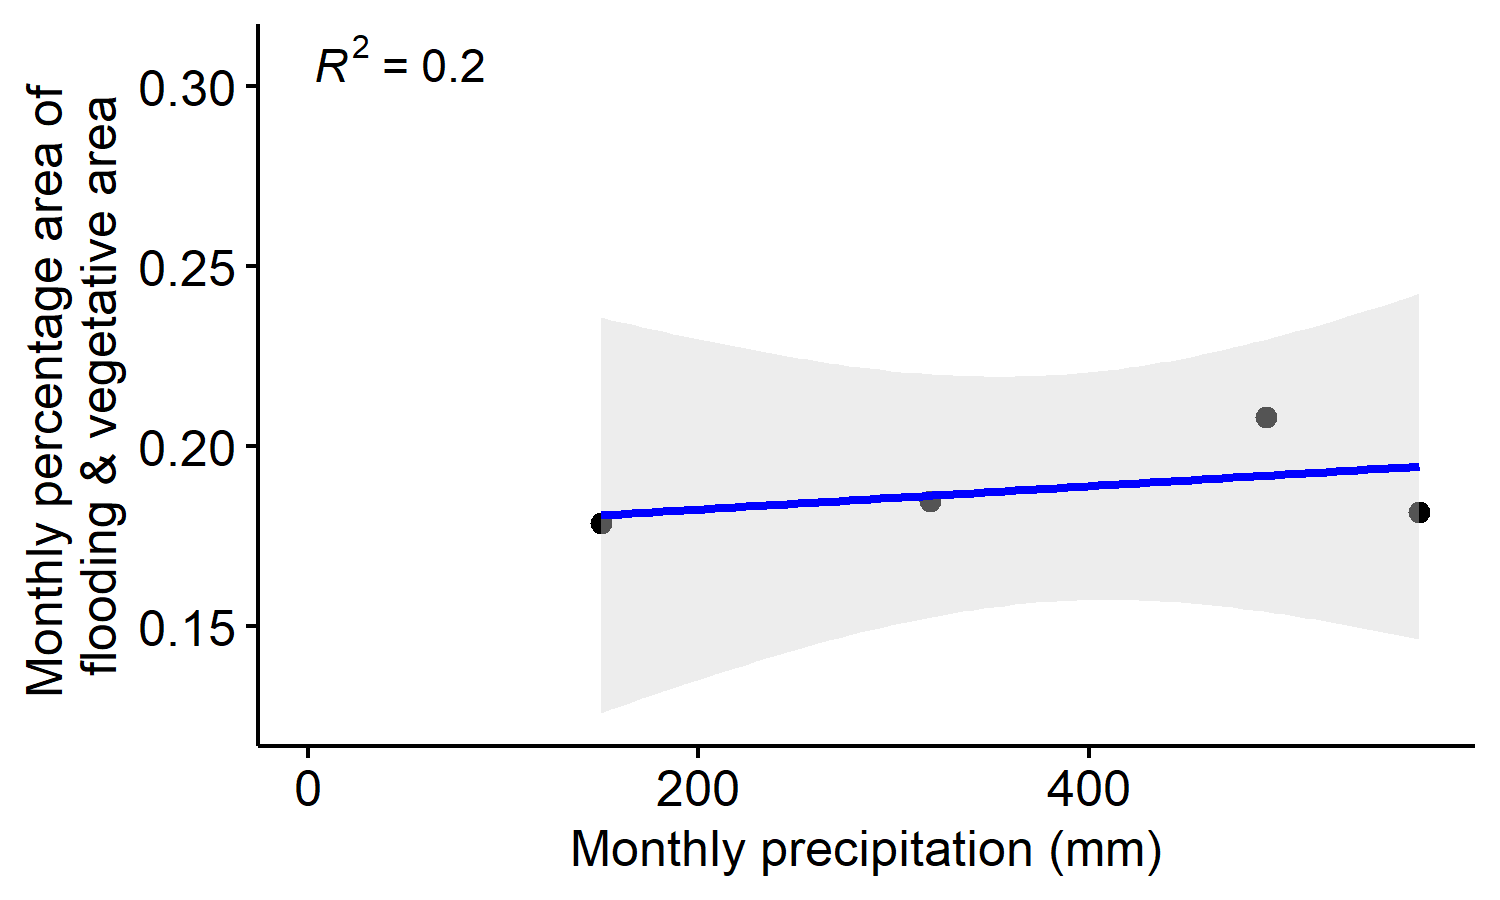 R² = 0.2
Monthly percentage area of
flooding & vegetative area
0.30
0.25
0.20
0.15
0
200
400
Monthly precipitation (mm)